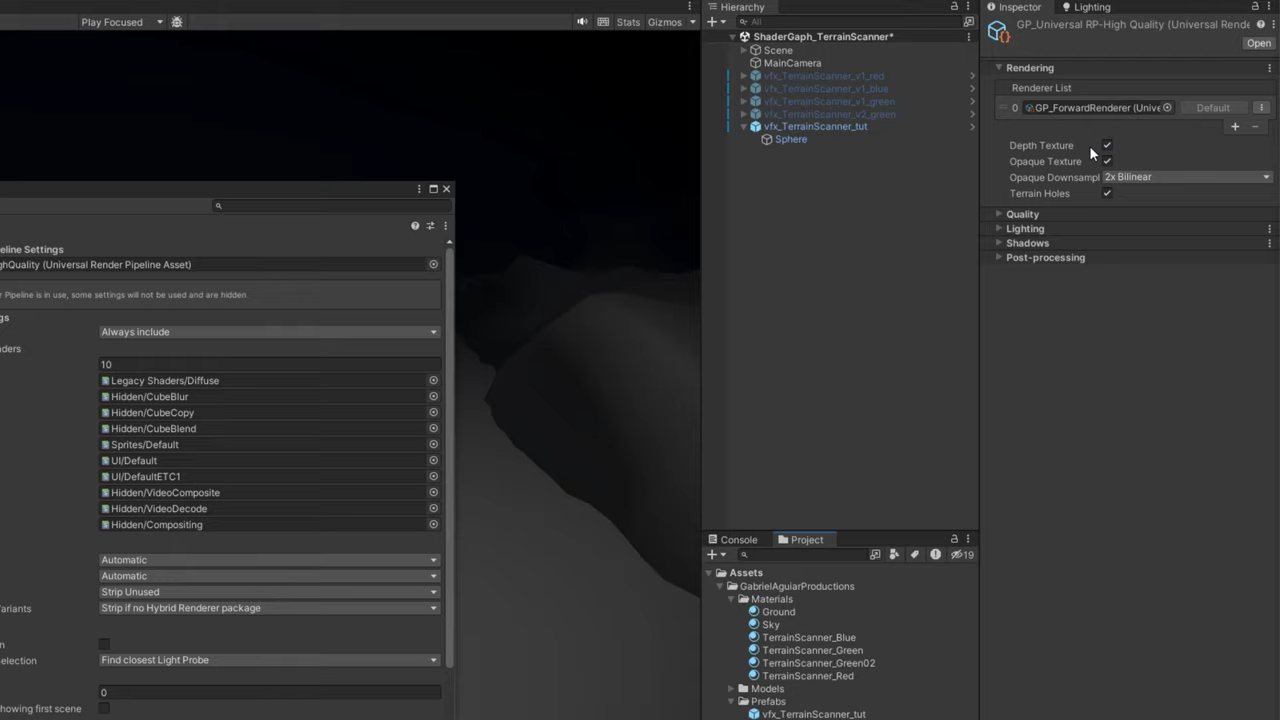 Play Focused
Stats
Gizmos
peline Settings
ghQuality (Universal Render Pipeline Asset)
r Pipeline is in use, some settings will not be used and are hidden.
gs
Always include
aders
10
Legacy Shaders/Diffuse
Hidden/CubeBlur
Hidden/CubeCopy
Hidden/CubeBlend
Sprites/Default
UI/Default
UI/DefaultETC1
Hidden/VideoComposite
Hidden/VideoDecode
Hidden/Compositing
Automatic
Automatic
Strip Unused
Variants
Strip if no Hybrid Renderer package
n
election
Find closest Light Probe
0
howing first scene
Hierarchy
All
ShaderGaph_TerrainScanner*
Scene
MainCamera
vfx_TerrainScanner_v1_red
vfx_TerrainScanner_v1_blue
vfx_TerrainScanner_v1_green
vfx_TerrainScanner_v2_green
vfx_TerrainScanner_tut
Sphere
Console
Project
19
Assets
GabrielAguiarProductions
Materials
Ground
Sky
TerrainScanner_Blue
TerrainScanner_Green
TerrainScanner_Green02
TerrainScanner_Red
Models
Prefabs
vfx_TerrainScanner_tut
Inspector
Lighting
GP_Universal RP-High Quality (Universal Rende
Open
Rendering
Renderer List
0 GP_ForwardRenderer (Unive
Default
Depth Texture
Opaque Texture
Opaque Downsampl
2x Bilinear
Terrain Holes
Quality
Lighting
Shadows
Post-processing